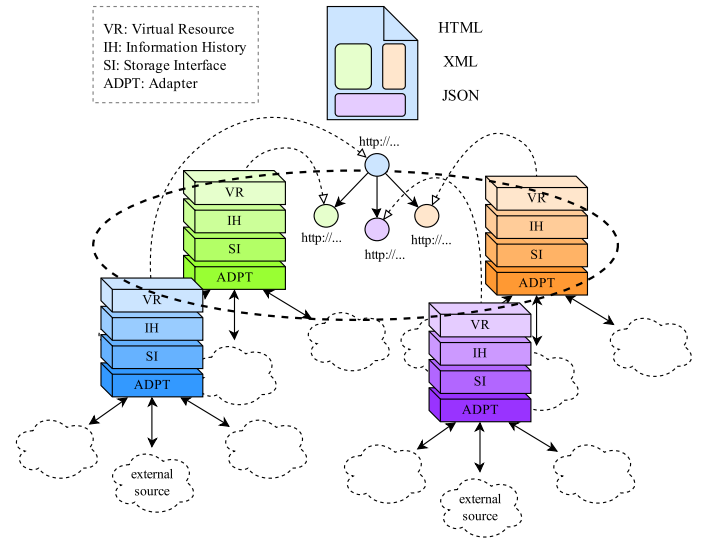 VR: Virtual Resource
IH: Information History
SI: Storage Interface
ADPT: Adapter
HTML
XML
JSON
http://...
http://...
http://...
http://...
VR
IH
SI
ADPT
VR
IH
SI
ADPT
VR
IH
SI
ADPT
VR
IH
SI
ADPT
external
source
external
source